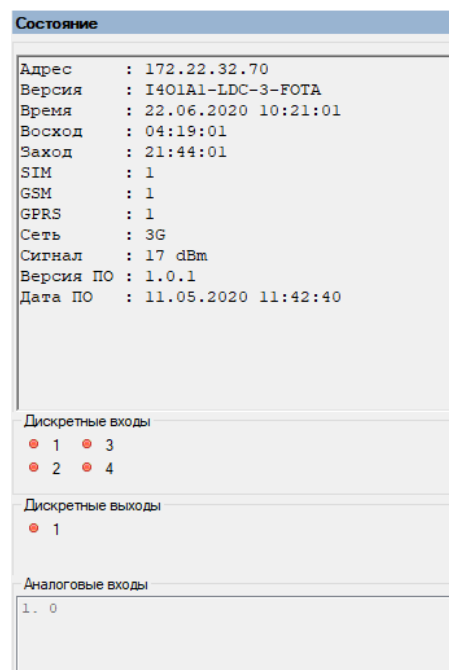 Состояние
Адрес : 172.22.32.70
Версия : I4O1A1-LDC-3-FOTA
Время : 22.06.2020 10:21:01
Восход : 04:19:01
Заход : 21:44:01
SIM : 1
GSM : 1
GPRS : 1
Сеть : 3G
Сигнал : 17 dBm
Версия ПО : 1.0.1
Дата ПО : 11.05.2020 11:42:40
Дискретные входы
1 3
2 4
Дискретные выходы
1
Аналоговые входы
1. 0